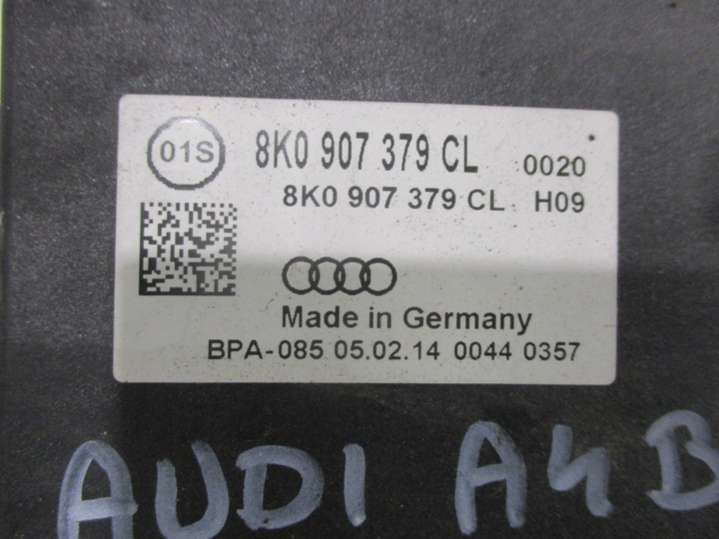 01S 8K0 907 379 CL 0020
8K0 907 379 CL H09
Made in Germany
BPA-085 05.02.14 0044 0357
AUDI A4 B